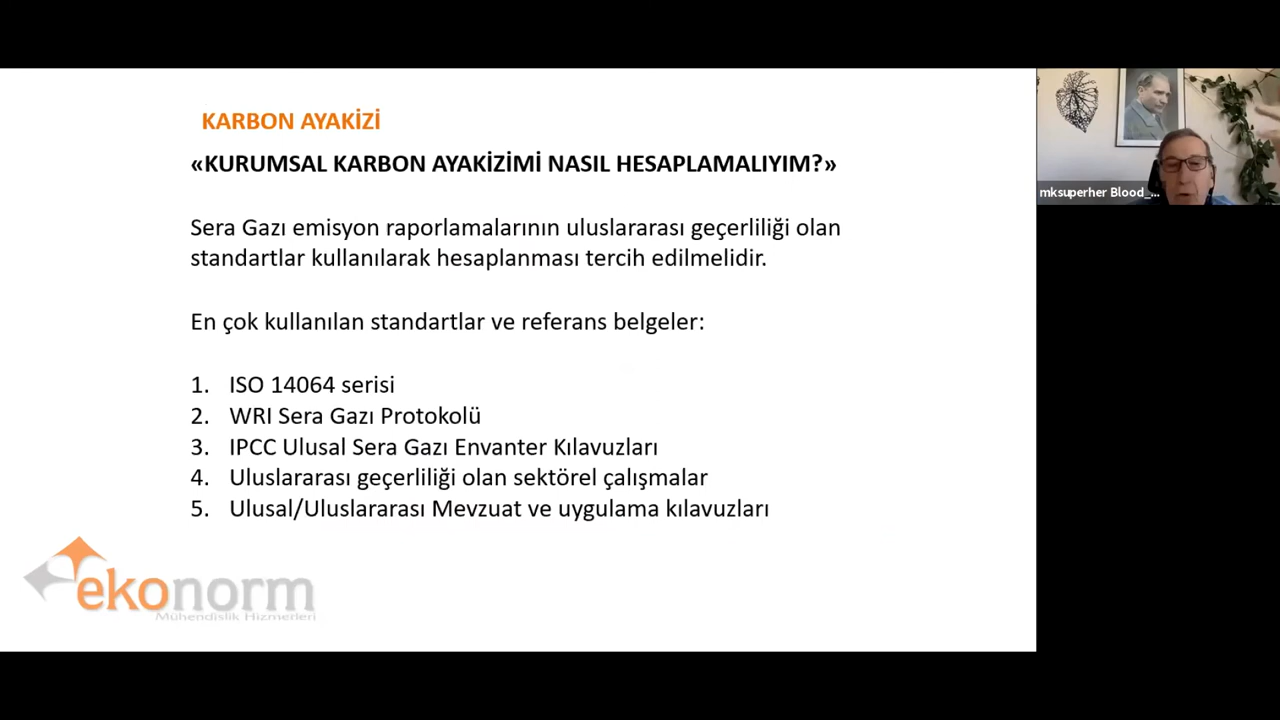 KARBON AYAKİZİ
«KURUMSAL KARBON AYAKİZİMİ NASIL HESAPLAMALIYIM?»
Sera Gazı emisyon raporlamalarının uluslararası geçerliliği olan
standartlar kullanılarak hesaplanması tercih edilmelidir.
En çok kullanılan standartlar ve referans belgeler:
1. ISO 14064 serisi
2. WRI Sera Gazı Protokolü
3. IPCC Ulusal Sera Gazı Envanter Kılavuzları
4. Uluslararası geçerliliği olan sektörel çalışmalar
5. Ulusal/Uluslararası Mevzuat ve uygulama kılavuzları
ekonorm
Mühendislik Hizmerleri
mksuperher Blood_...